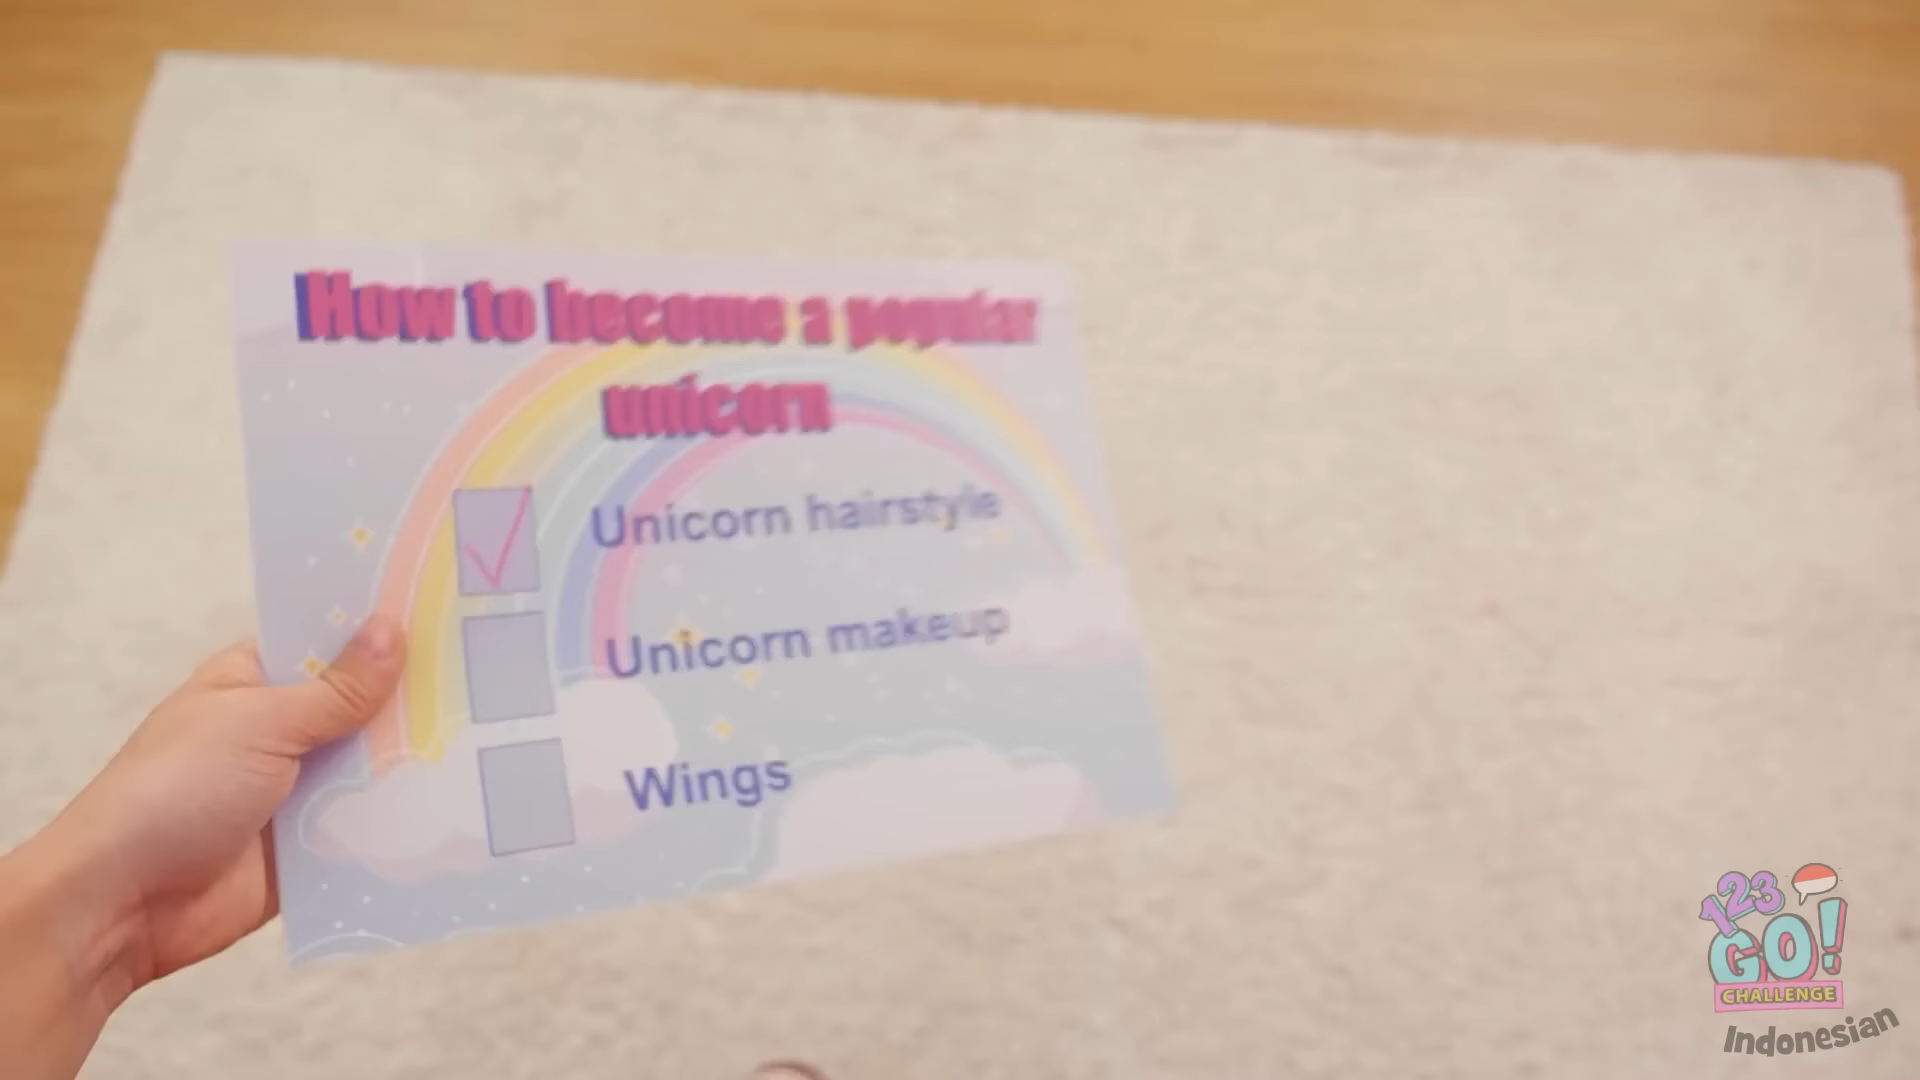 How to become a popular
unicorn
Unicorn hairstyle
Unicorn makeup
Wings
123
GO!
CHALLENGE
Indonesian